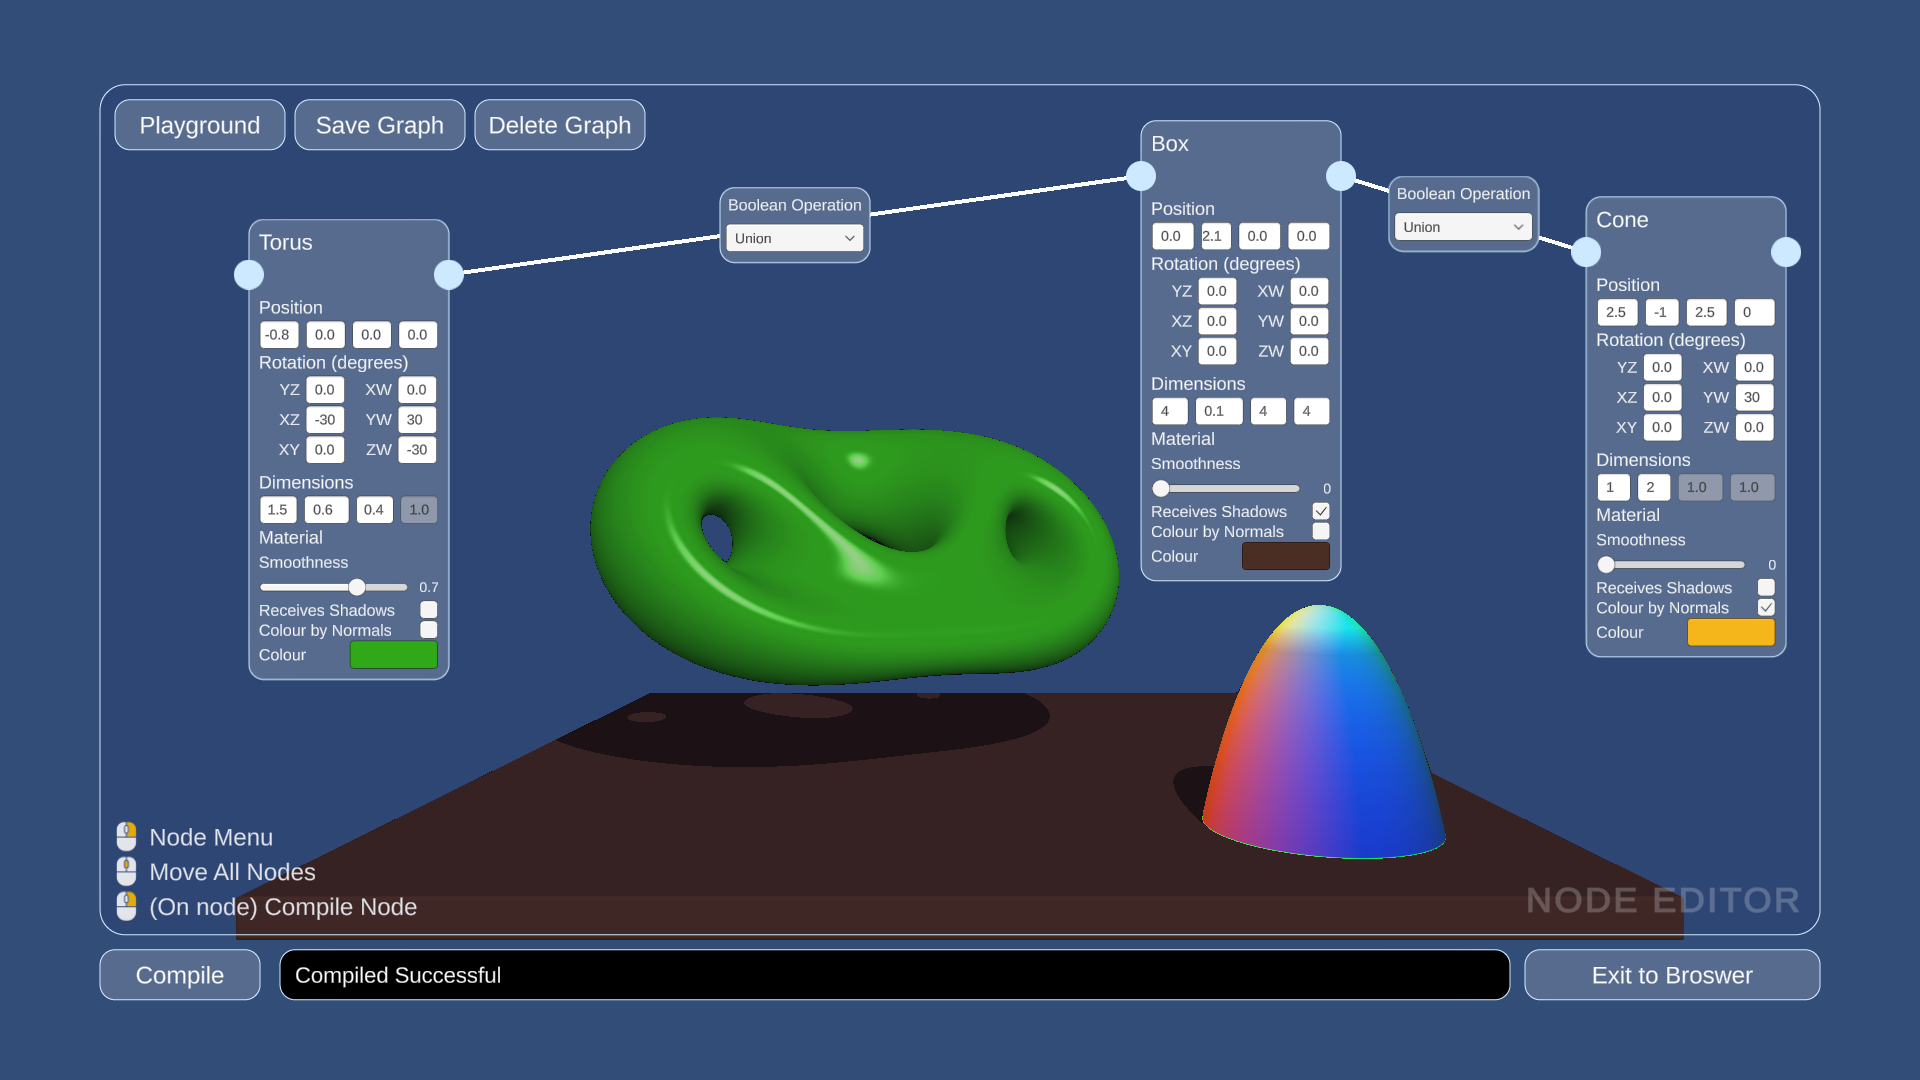 Playground
Save Graph
Delete Graph
Torus
Position
-0.8 0.0 0.0 0.0
Rotation (degrees)
YZ 0.0 XW 0.0
XZ -30 YW 30
XY 0.0 ZW -30
Dimensions
1.5 0.6 0.4 1.0
Material
Smoothness
0.7
Receives Shadows
Colour by Normals
Colour
Boolean Operation
Union
Box
Position
0.0 2.1 0.0 0.0
Rotation (degrees)
YZ 0.0 XW 0.0
XZ 0.0 YW 0.0
XY 0.0 ZW 0.0
Dimensions
4 0.1 4 4
Material
Smoothness
0
Receives Shadows
Colour by Normals
Colour
Boolean Operation
Union
Cone
Position
2.5 -1 2.5 0
Rotation (degrees)
YZ 0.0 XW 0.0
XZ 0.0 YW 30
XY 0.0 ZW 0.0
Dimensions
1 2 1.0 1.0
Material
Smoothness
0
Receives Shadows
Colour by Normals
Colour
Node Menu
Move All Nodes
(On node) Compile Node
NODE EDITOR
Compile
Compiled Successful
Exit to Broswer